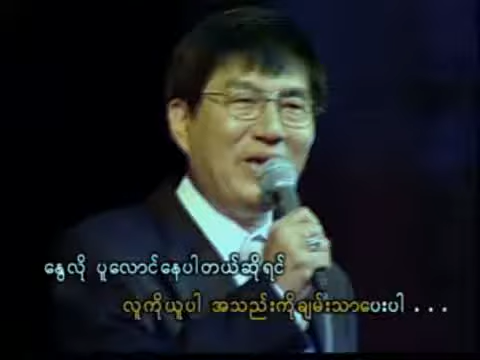 နွေလို ပူလောင်နေပါတယ်ဆိုရင်
လူကိုယူပါ အသည်းကိုချမ်းသာပေးပါ ...